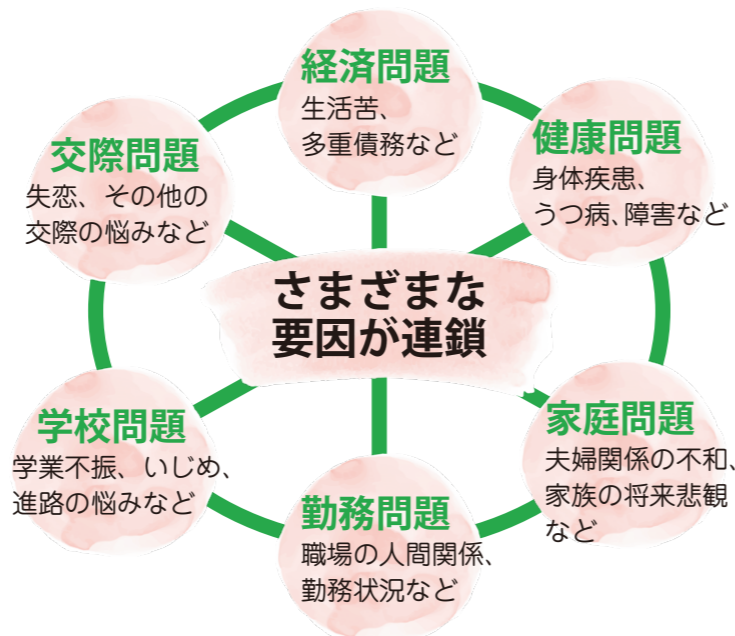 経済問題
生活苦、
多重債務など
健康問題
身体疾患、
うつ病、障害など
交際問題
失恋、その他の
交際の悩みなど
さまざまな
要因が連鎖
学校問題
学業不振、いじめ、
進路の悩みなど
家庭問題
夫婦関係の不和、
家族の将来悲観
など
勤務問題
職場の人間関係、
勤務状況など